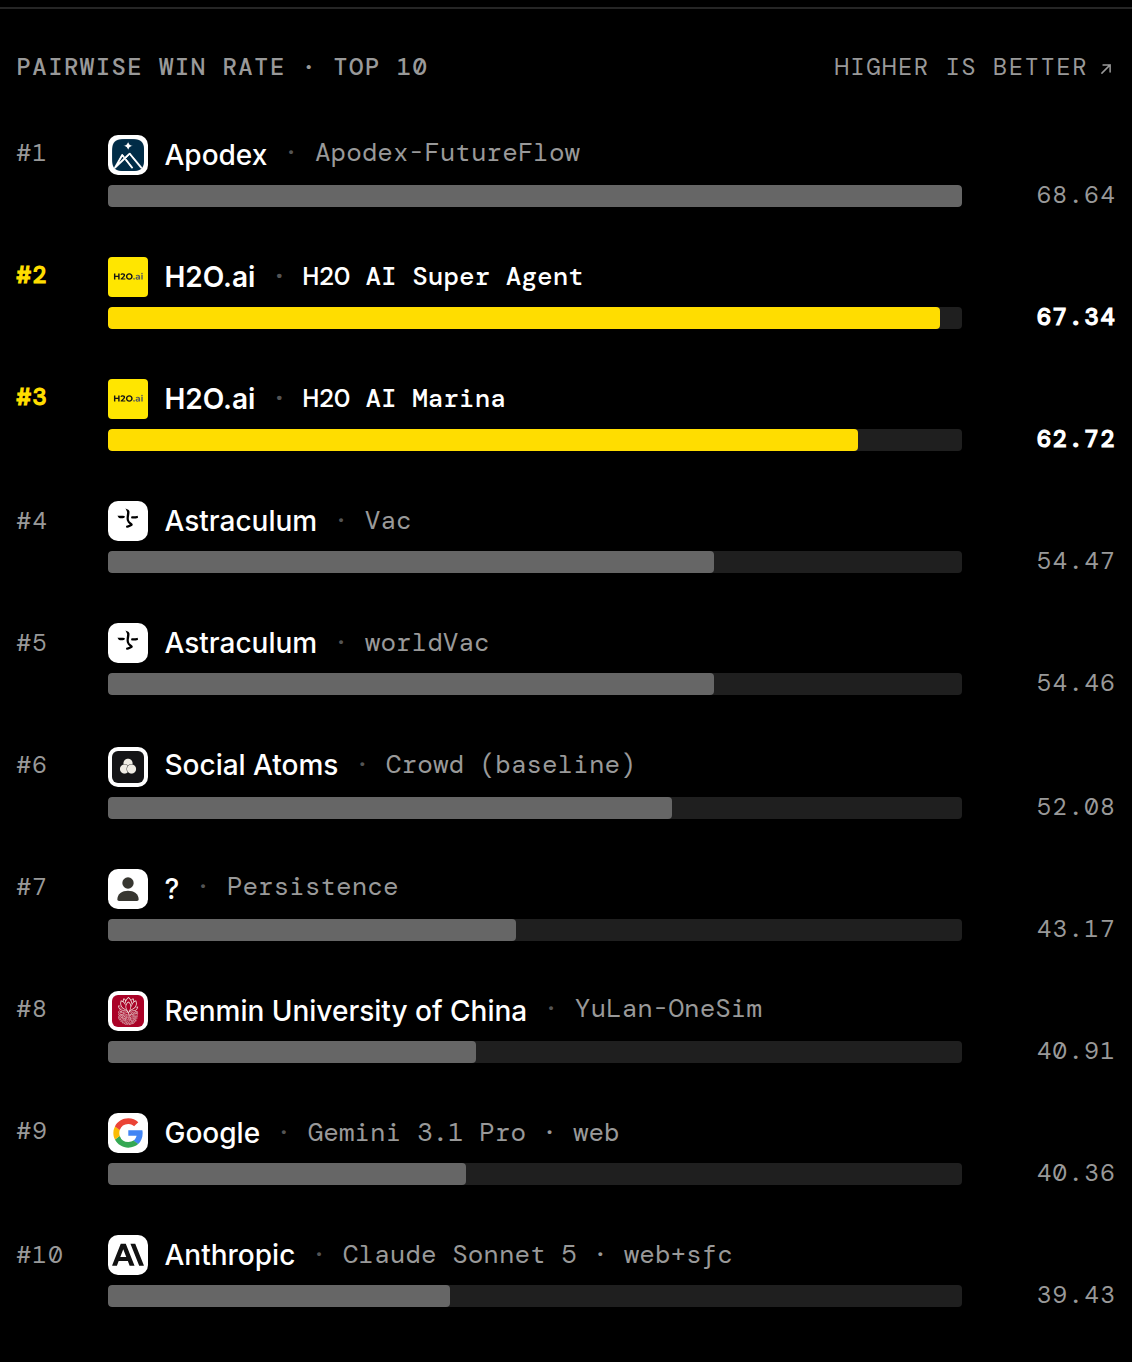 PAIRWISE WIN RATE · TOP 10 HIGHER IS BETTER ↗
#1 Apodex · Apodex-FutureFlow
68.64
#2 H2O.ai H2O.ai · H2O AI Super Agent
67.34
#3 H2O.ai H2O.ai · H2O AI Marina
62.72
#4 Astraculum · Vac
54.47
#5 Astraculum · worldVac
54.46
#6 Social Atoms · Crowd (baseline)
52.08
#7 ? · Persistence
43.17
#8 Renmin University of China · YuLan-OneSim
40.91
#9 G Google · Gemini 3.1 Pro · web
40.36
#10 A\ Anthropic · Claude Sonnet 5 · web+sfc
39.43